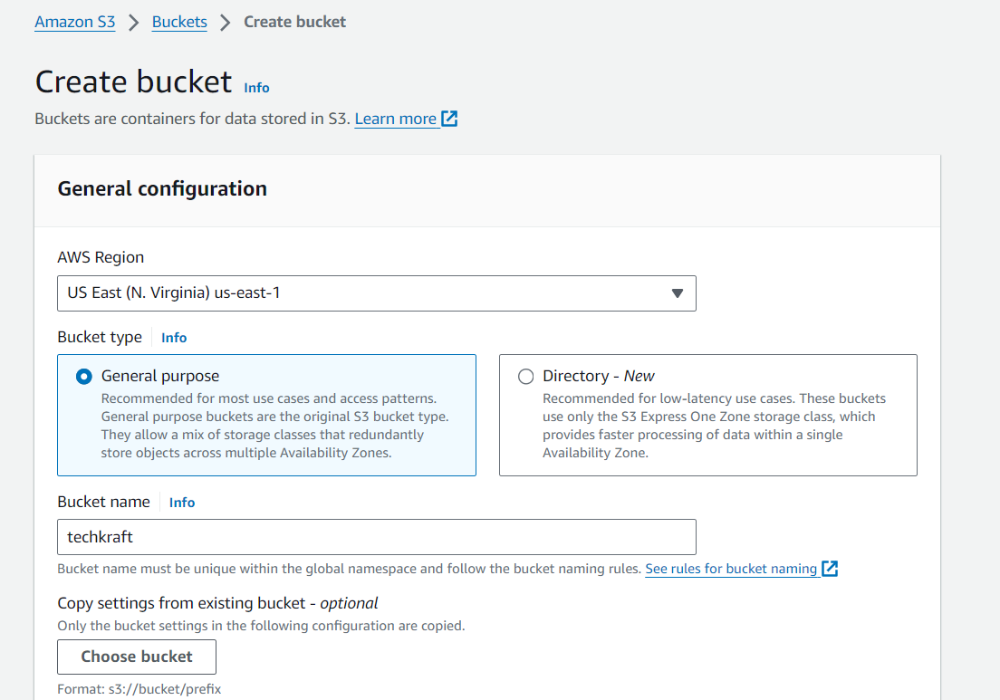 Amazon S3 > Buckets > Create bucket
Create bucket Info
Buckets are containers for data stored in S3. Learn more
General configuration
AWS Region
US East (N. Virginia) us-east-1
Bucket type Info
General purpose
Recommended for most use cases and access patterns.
General purpose buckets are the original S3 bucket type.
They allow a mix of storage classes that redundantly
store objects across multiple Availability Zones.
Directory - New
Recommended for low-latency use cases. These buckets
use only the S3 Express One Zone storage class, which
provides faster processing of data within a single
Availability Zone.
Bucket name Info
techkraft
Bucket name must be unique within the global namespace and follow the bucket naming rules. See rules for bucket naming
Copy settings from existing bucket - optional
Only the bucket settings in the following configuration are copied.
Choose bucket
Format: s3://bucket/prefix